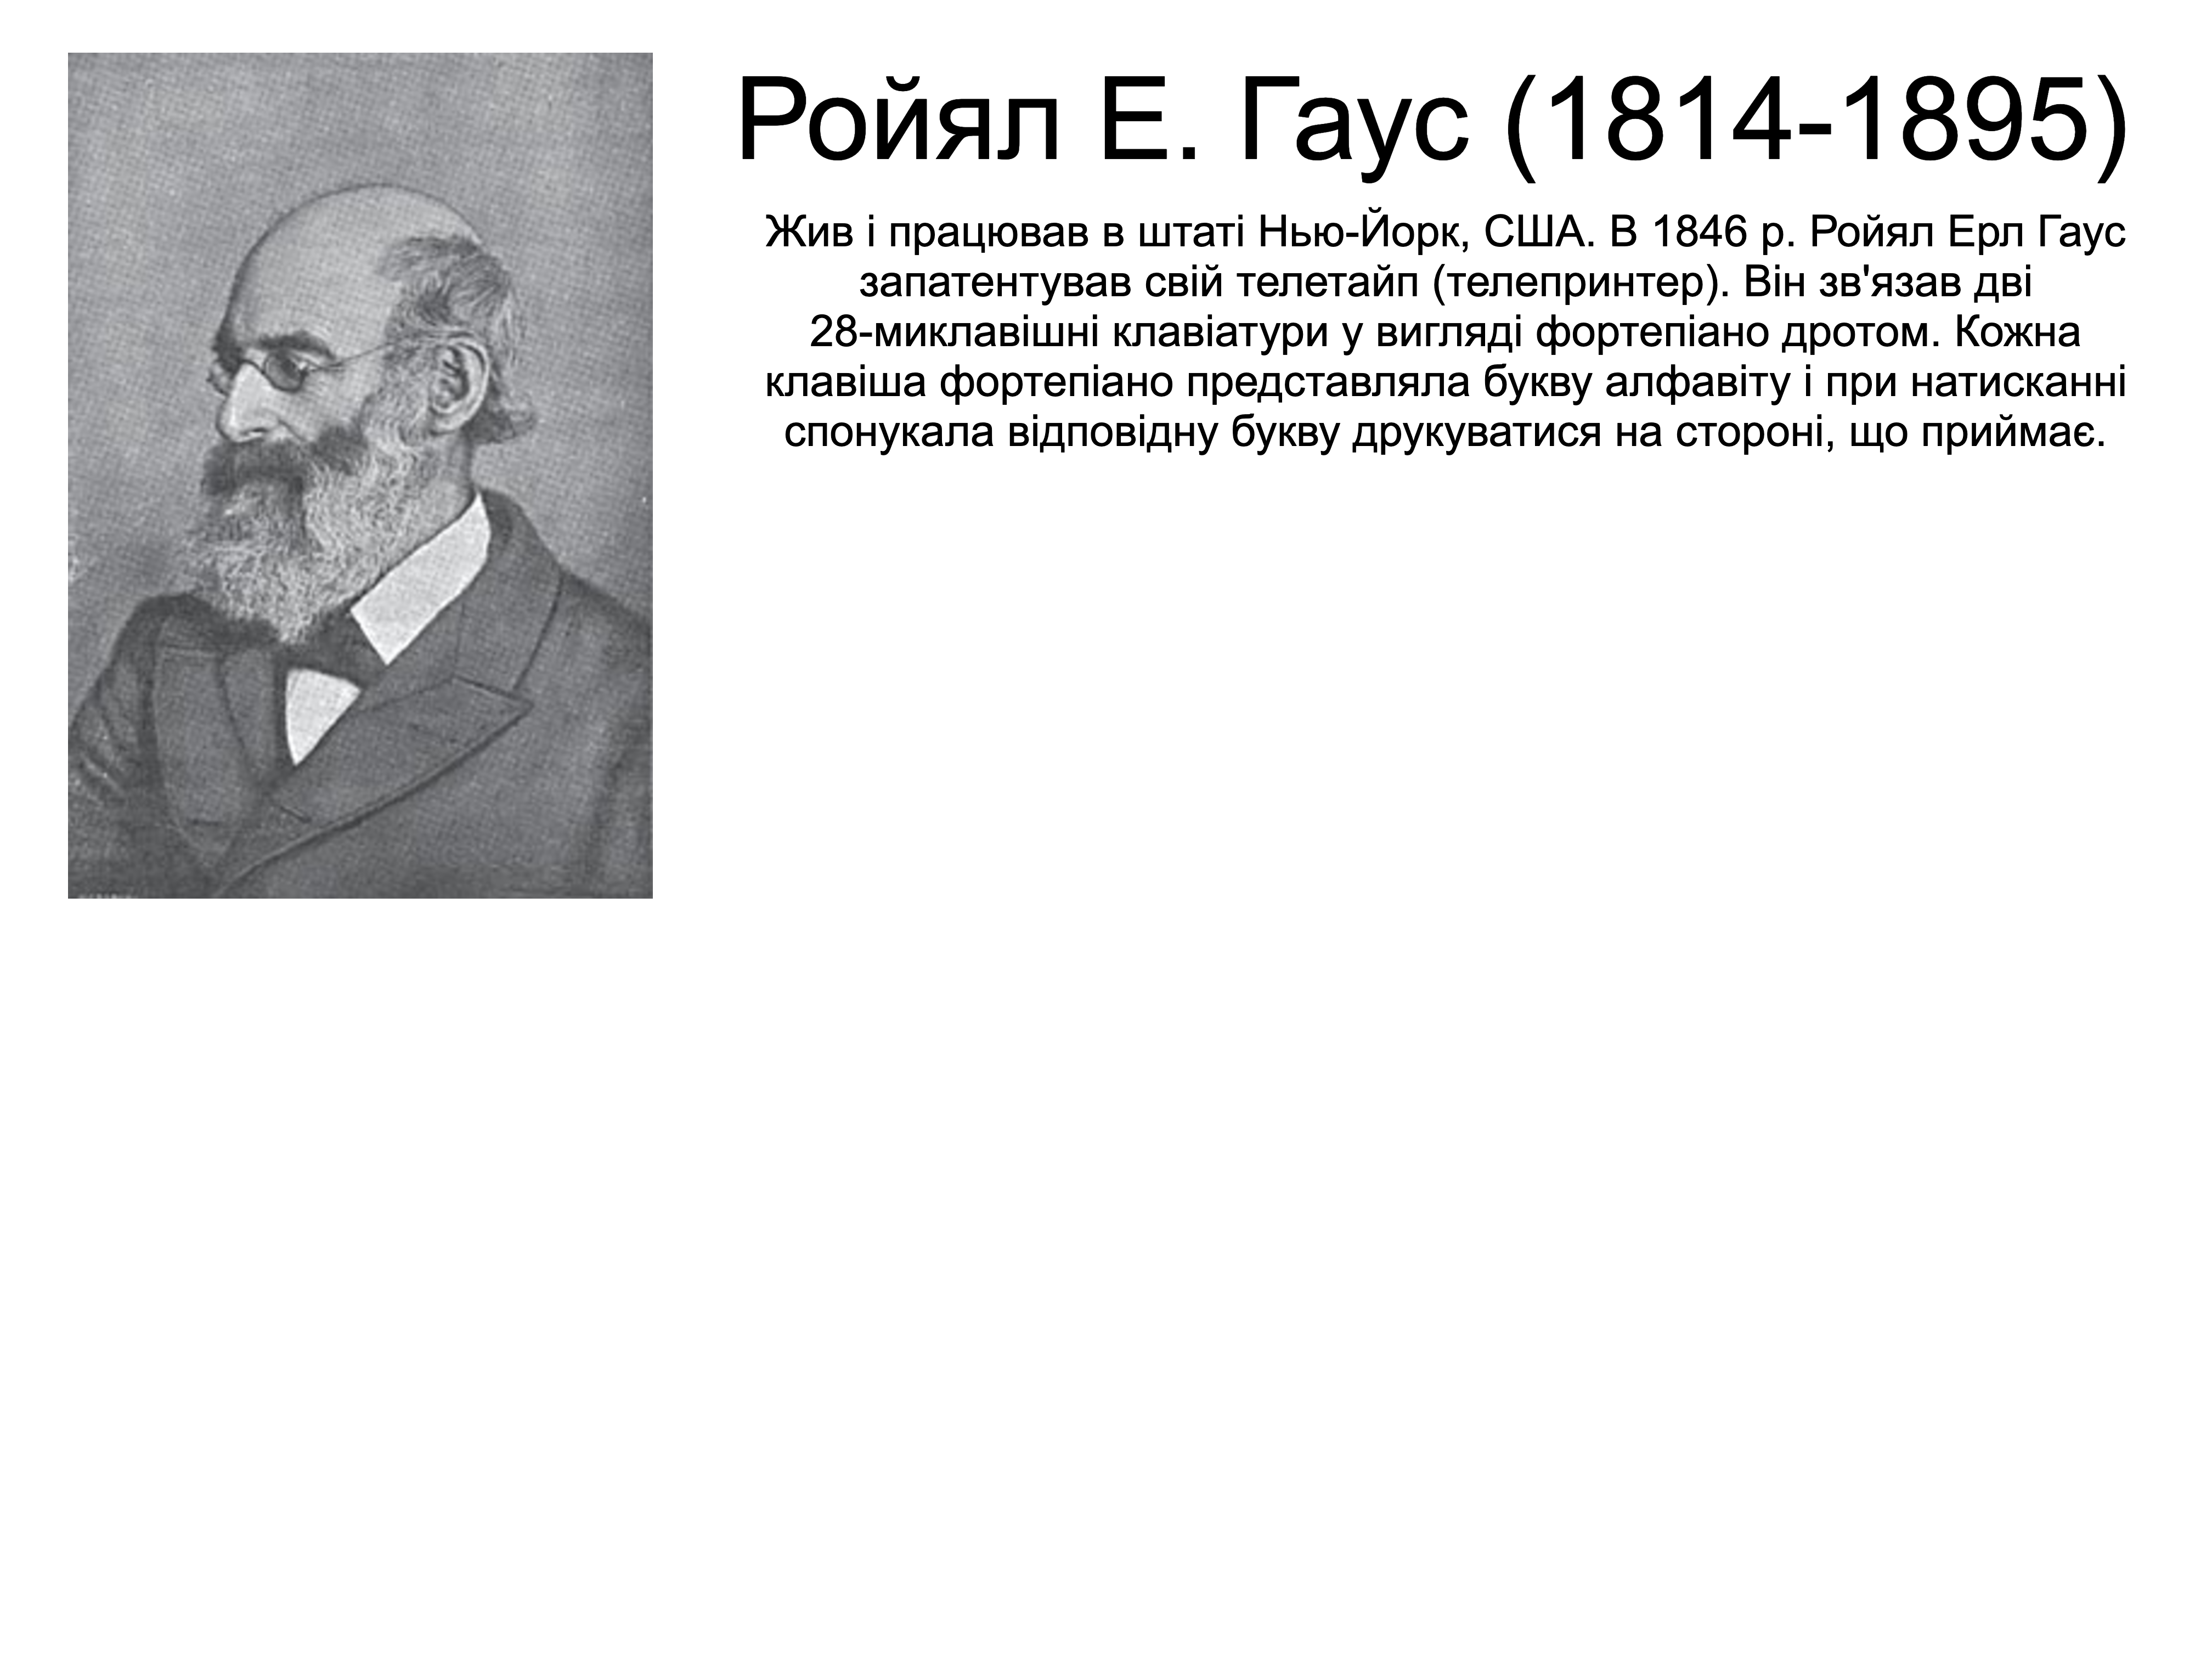 Ройял Е. Гаус (1814-1895)
Жив і працював в штаті Нью-Йорк, США. В 1846 р. Ройял Ерл Гаус
запатентував свій телетайп (телепринтер). Він зв'язав дві
28-миклавішні клавіатури у вигляді фортепіано дротом. Кожна
клавіша фортепіано представляла букву алфавіту і при натисканні
спонукала відповідну букву друкуватися на стороні, що приймає.